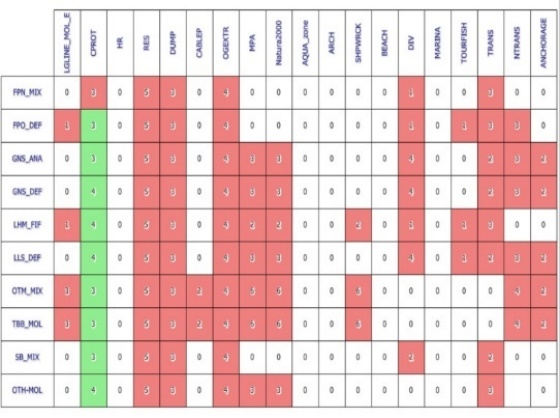 LGLINE_MOL_E CPROT HR RES DUMP CABLEP OGEXTR MPA Natura2000 AQUA_zone ARCH SHPWRCK BEACH DIV MARINA TOURFISH TRANS NTRANS ANCHORAGE
FPN_MIX 0 3 0 5 3 0 4 0 0 0 0 0 0 1 0 0 3 0 0
FPO_DEF 1 3 0 5 3 0 4 0 0 0 0 0 0 1 0 1 3 3 0
GNS_ANA 0 3 0 5 3 0 4 3 3 0 0 0 0 4 0 0 2 3 2
GNS_DEF 0 4 0 5 3 0 4 3 3 0 0 0 0 4 0 0 2 3 2
LHM_FIF 1 4 0 5 3 0 4 2 2 0 0 2 0 1 0 1 3 0 0
LLS_DEF 0 4 0 5 3 0 4 3 3 0 0 0 0 4 0 1 2 3 2
OTM_MIX 3 3 0 5 3 2 4 6 6 0 0 6 0 0 0 0 0 4 2
TBB_MOL 3 3 0 5 3 2 4 6 6 0 0 6 0 0 0 0 0 4 2
SB_MIX 0 3 0 5 3 0 4 0 0 0 0 0 0 2 0 0 2 0 0
OTH-MOL 0 4 0 5 3 0 4 3 3 0 0 0 0 0 0 0 3 0 0